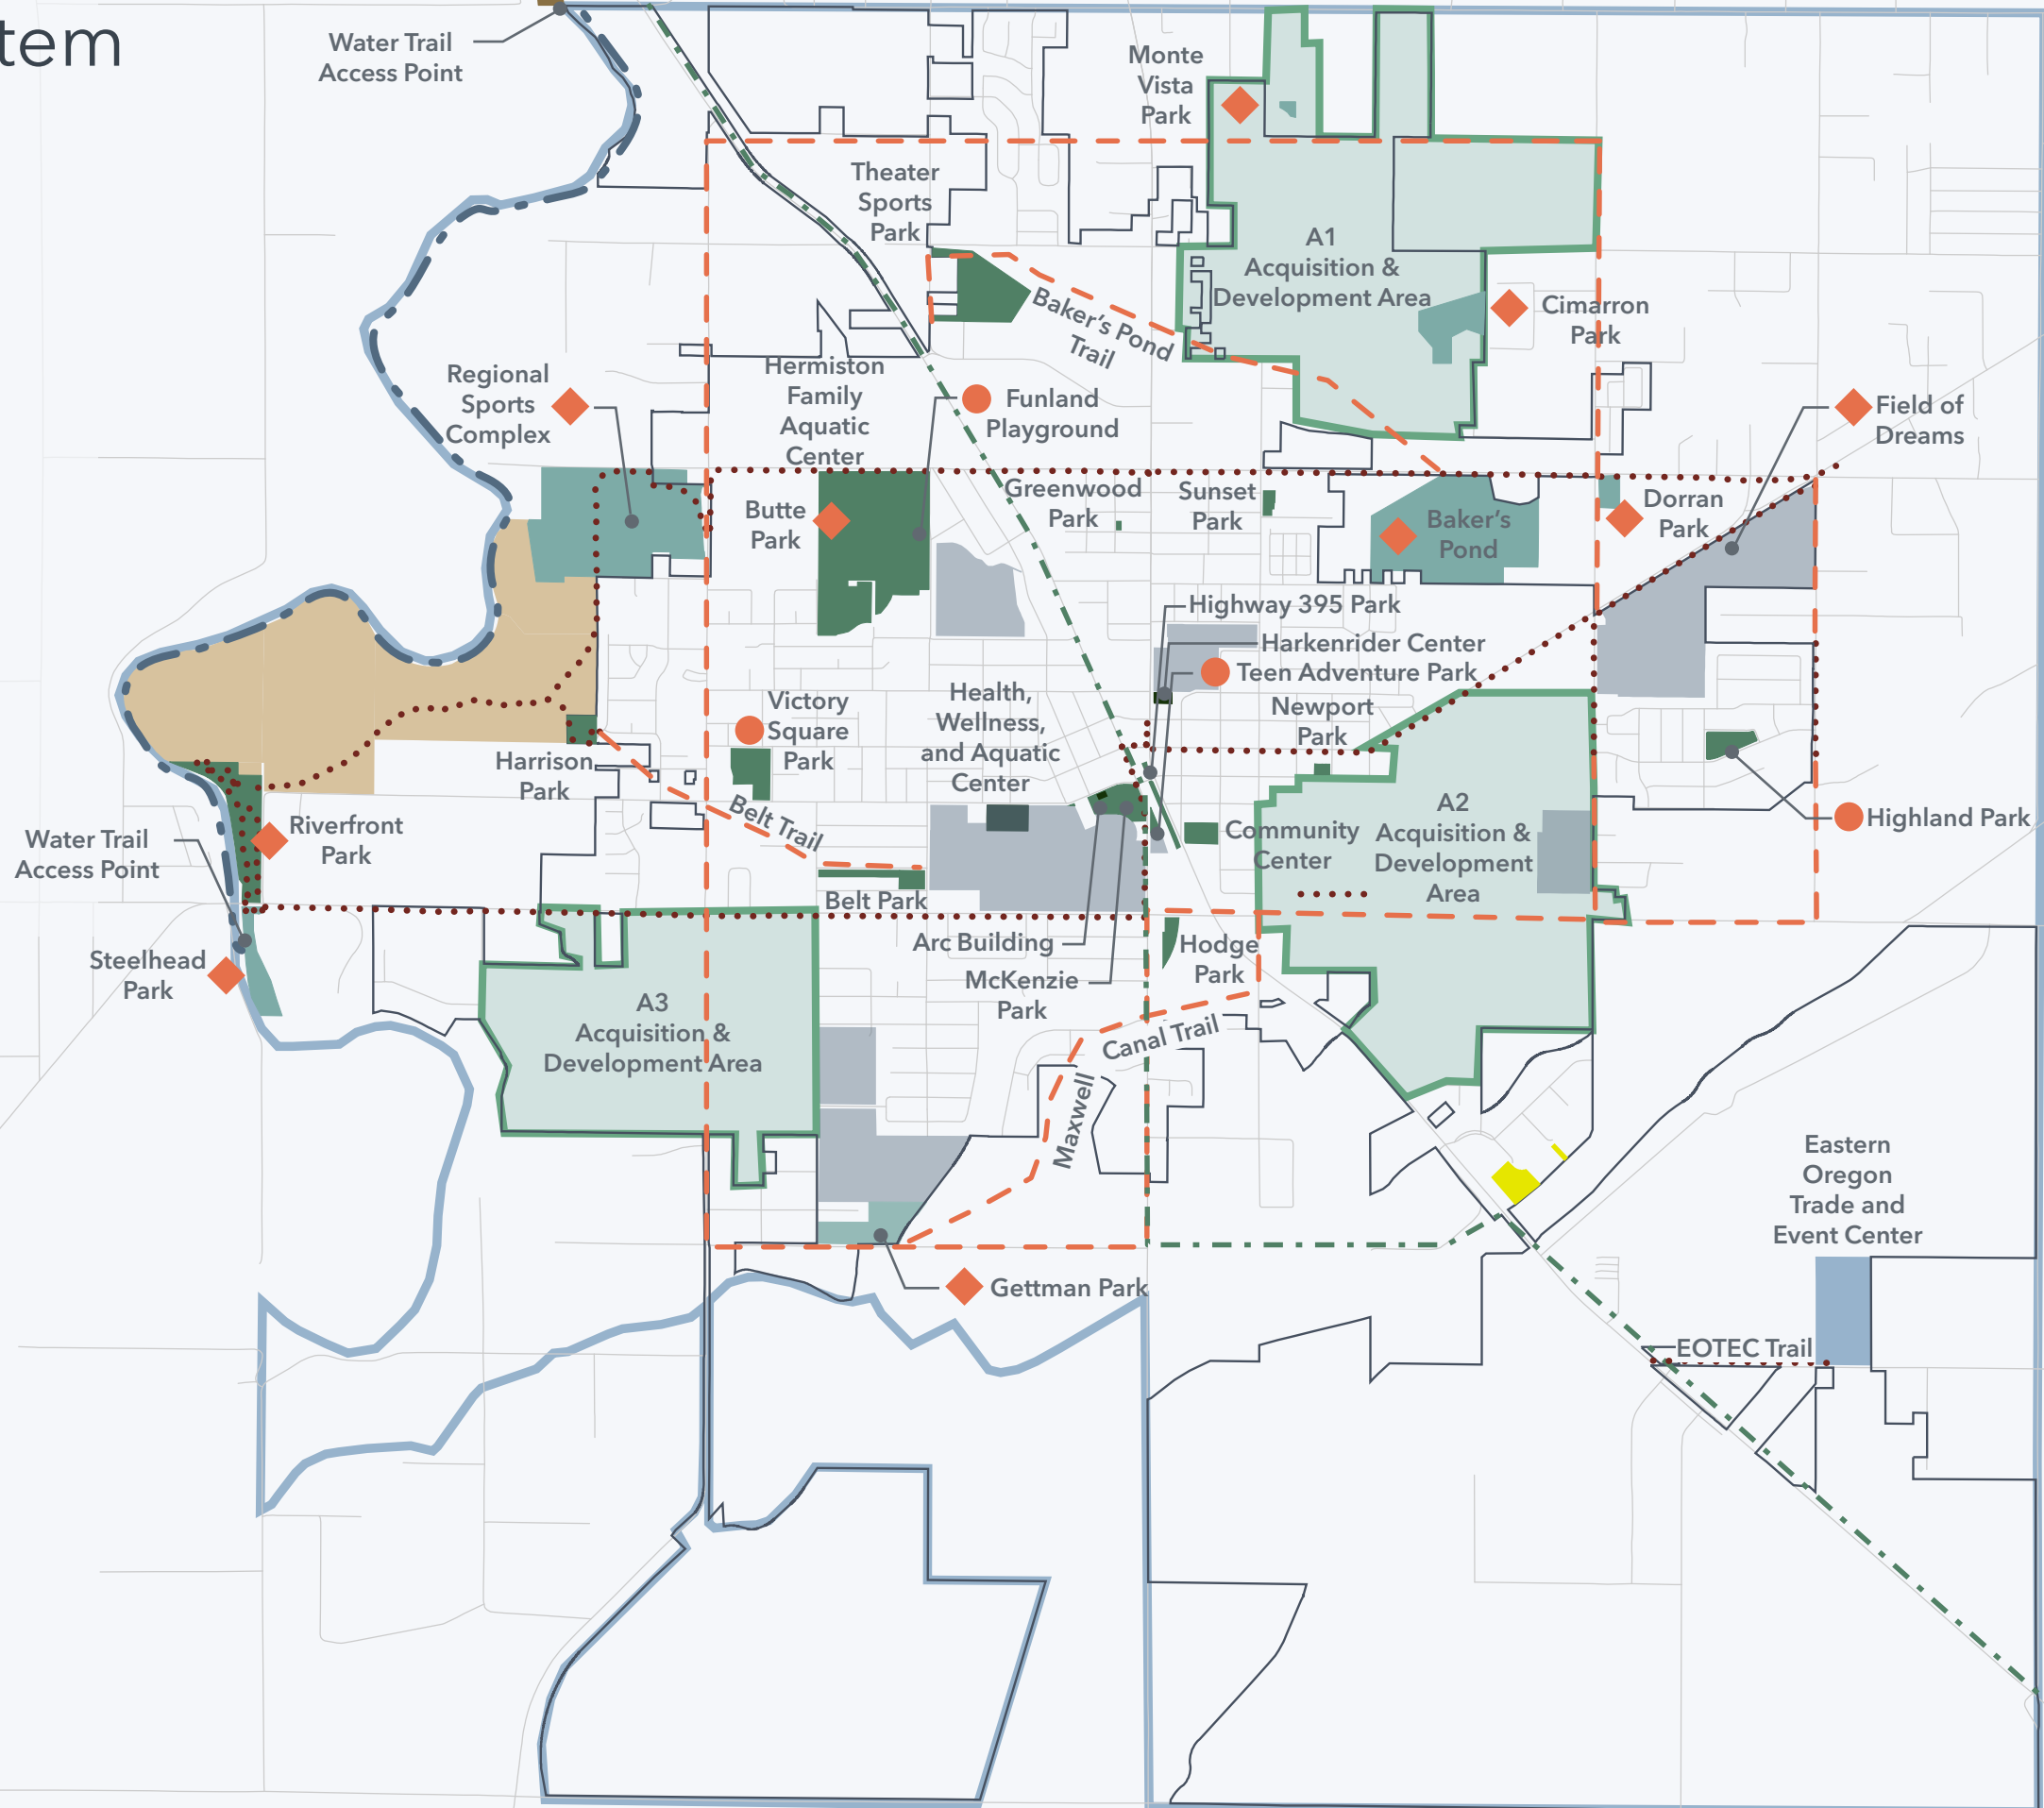 tem
Water Trail
Access Point
Monte
Vista
Park
Theater
Sports
Park
A1
Acquisition &
Development Area
Baker's Pond
Trail
Cimarron
Park
Regional
Sports
Complex
Hermiston
Family
Aquatic
Center
Funland
Playground
Field of
Dreams
Butte
Park
Greenwood
Park
Sunset
Park
Baker's
Pond
Dorran
Park
Highway 395 Park
Harkenrider Center
Teen Adventure Park
Newport
Park
Victory
Square
Park
Health,
Wellness,
and Aquatic
Center
Harrison
Park
Belt Trail
Riverfront
Park
Water Trail
Access Point
Community
Center
A2
Acquisition &
Development
Area
Highland Park
Belt Park
Arc Building
McKenzie
Park
Hodge
Park
Steelhead
Park
A3
Acquisition &
Development Area
Canal Trail
Maxwell
Eastern
Oregon
Trade and
Event Center
Gettman Park
EOTEC Trail